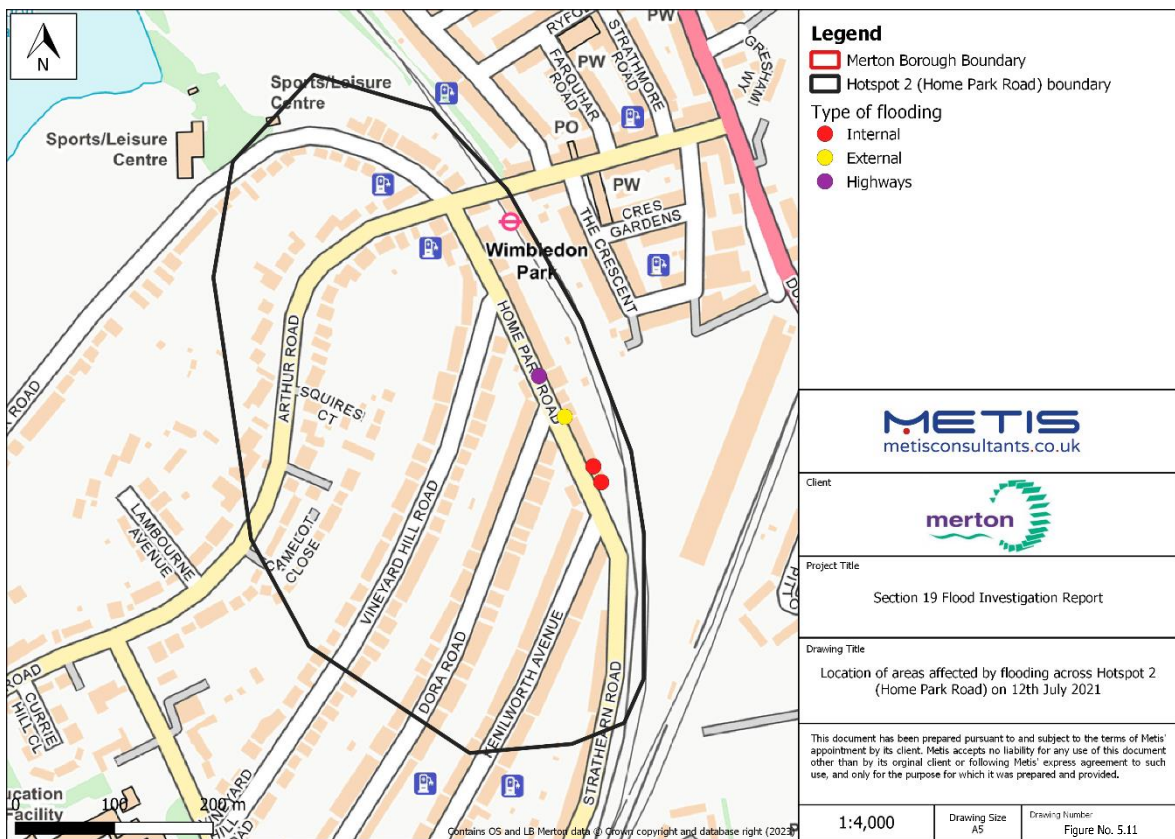 N
Sports/Leisure
Centre
Sports/Leisure
Centre
PW
RYFO
FARQUHAR
ROAD
PW
STRATHMORE
ROAD
PW
GRESHAM
WY
PO
PW
CRES
GARDENS
THE CRESCENT
DU
Wimbledon
Park
HOME PARK ROAD
ARTHUR ROAD
SQUIRES
CT
ROAD
LAMBOURNE
AVENUE
CAMELOT
CLOSE
VINEYARD HILL ROAD
DORA ROAD
KENILWORTH AVENUE
STRATHEARN ROAD
ROAD
CURRIE
HILL CL
VINEYARD
HILL
ROAD
ucation
Facility
0 100 200 m
Contains OS and LB Merton data © Crown copyright and database right (2023)
Legend
Merton Borough Boundary
Hotspot 2 (Home Park Road) boundary
Type of flooding
Internal
External
Highways
METIS
metisconsultants.co.uk
Client
merton
Project Title
Section 19 Flood Investigation Report
Drawing Title
Location of areas affected by flooding across Hotspot 2
(Home Park Road) on 12th July 2021
This document has been prepared pursuant to and subject to the terms of Metis'
appointment by its client. Metis accepts no liability for any use of this document
other than by its orginal client or following Metis' express agreement to such
use, and only for the purpose for which it was prepared and provided.
1:4,000
Drawing Size
A5
Drawing Number
Figure No. 5.11